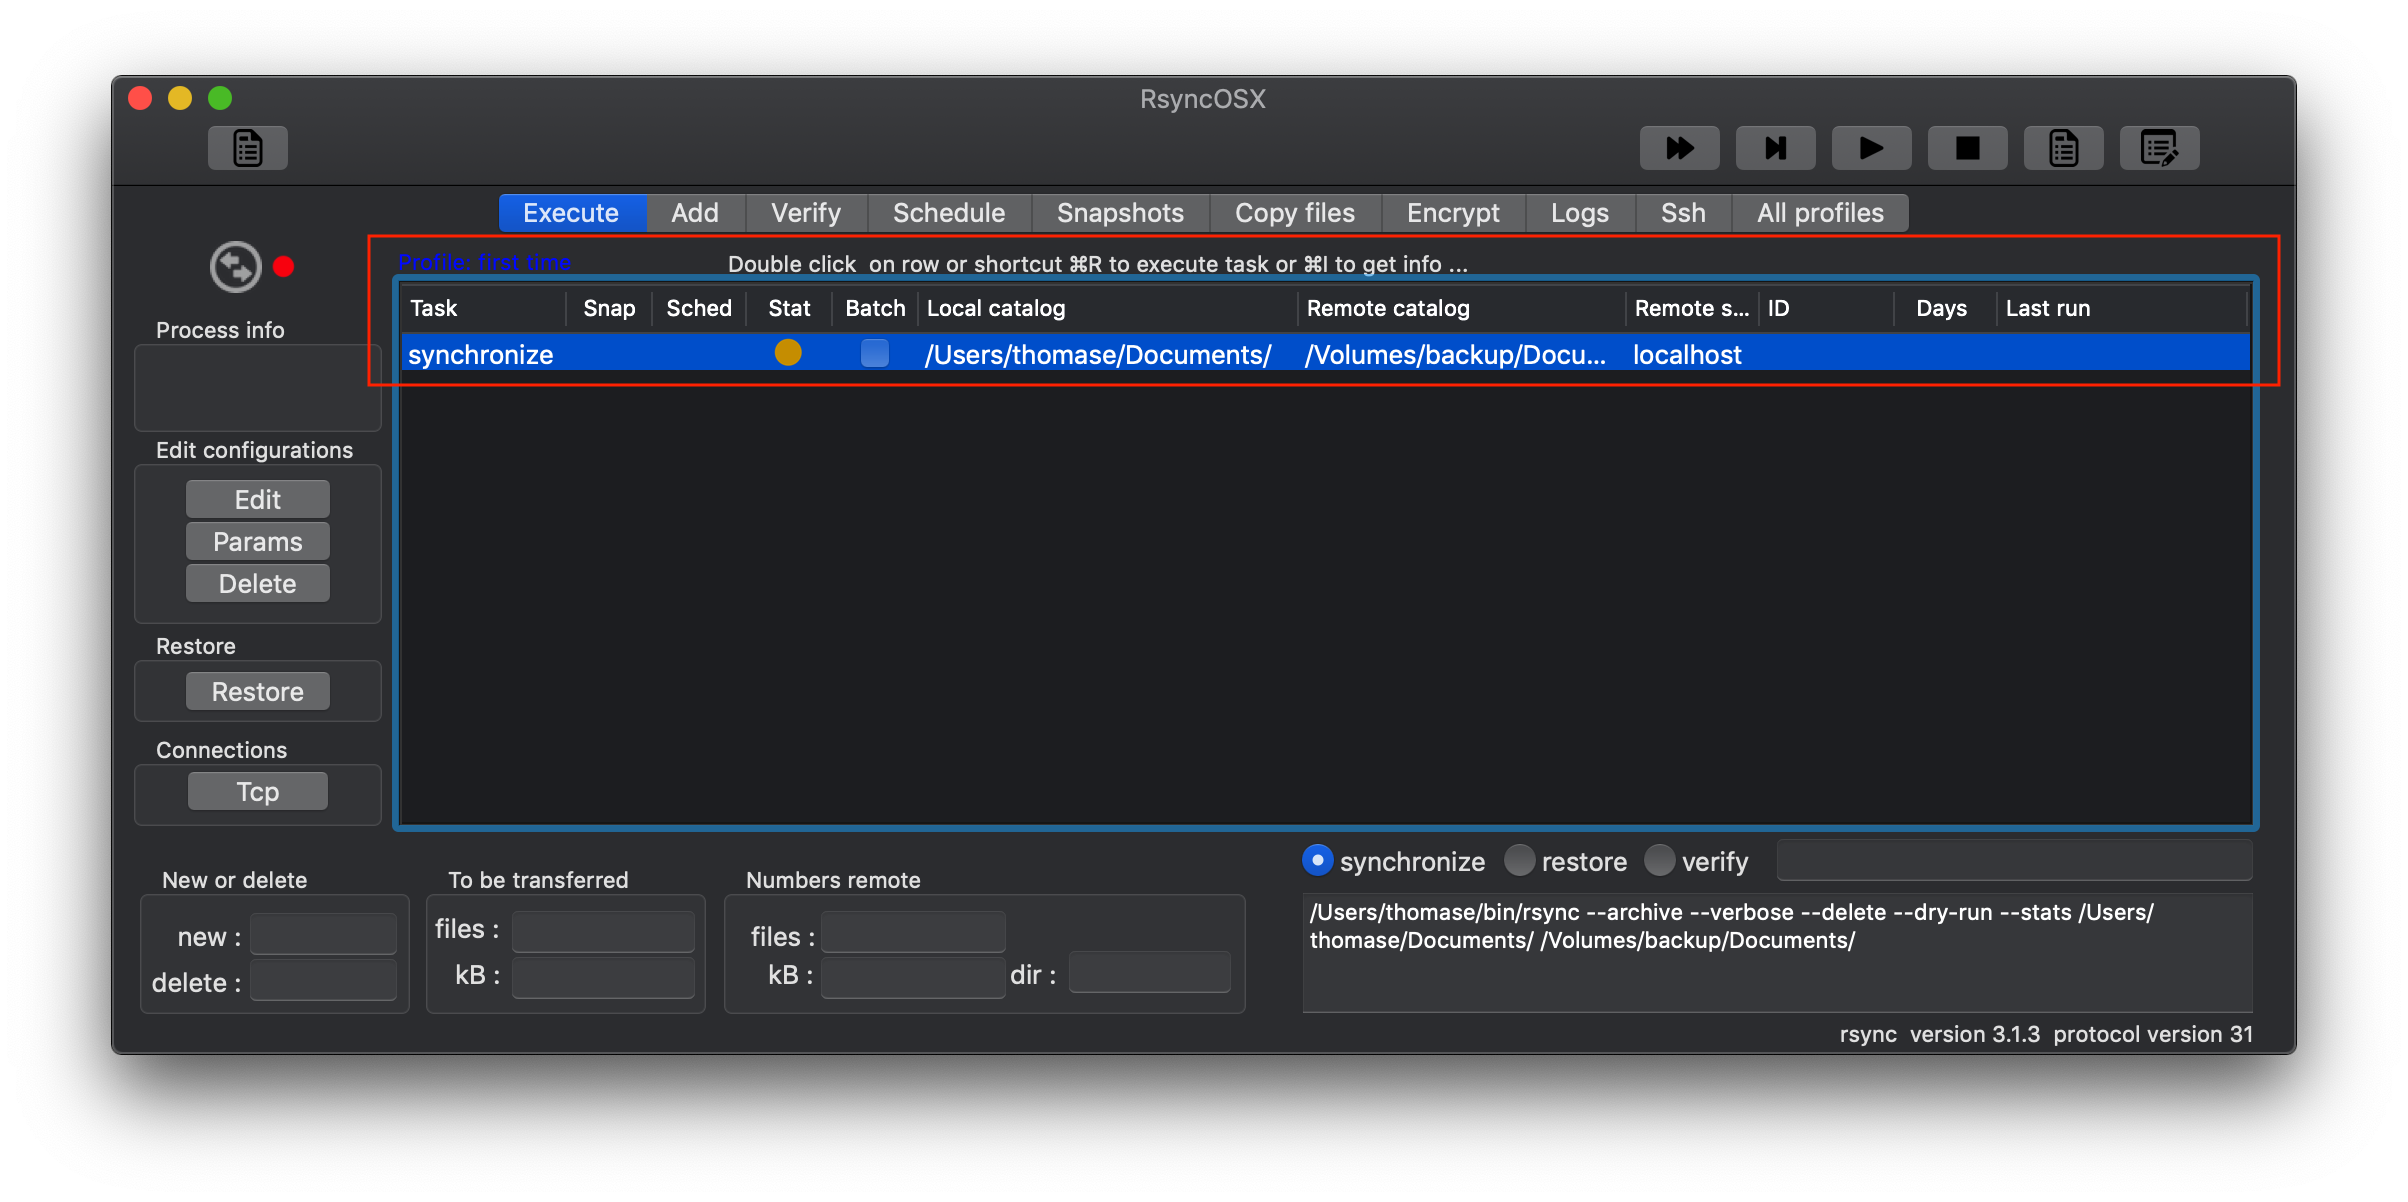 RsyncOSX
Execute Add Verify Schedule Snapshots Copy files Encrypt Logs Ssh All profiles
Profile: first time Double click  on row or shortcut ⌘R to execute task or ⌘I to get info ...
Task Snap Sched Stat Batch Local catalog Remote catalog Remote s... ID Days Last run
synchronize /Users/thomase/Documents/ /Volumes/backup/Docu... localhost
Process info
Edit configurations
Edit
Params
Delete
Restore
Restore
Connections
Tcp
New or delete
new :
delete :
To be transferred
files :
kB :
Numbers remote
files :
kB : dir :
synchronize restore verify
/Users/thomase/bin/rsync --archive --verbose --delete --dry-run --stats /Users/
thomase/Documents/ /Volumes/backup/Documents/
rsync  version 3.1.3  protocol version 31